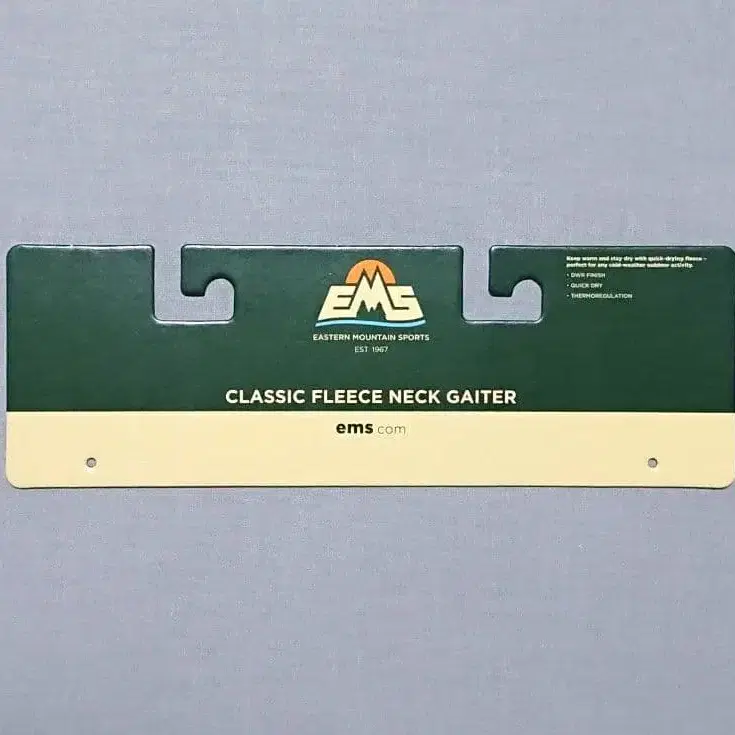 EMS
EASTERN MOUNTAIN SPORTS
EST 1967
Keep warm and stay dry with quick-drying fleece –
perfect for any cold-weather outdoor activity.
• DWR FINISH
• QUICK DRY
• THERMOREGULATION
CLASSIC FLEECE NECK GAITER
ems com